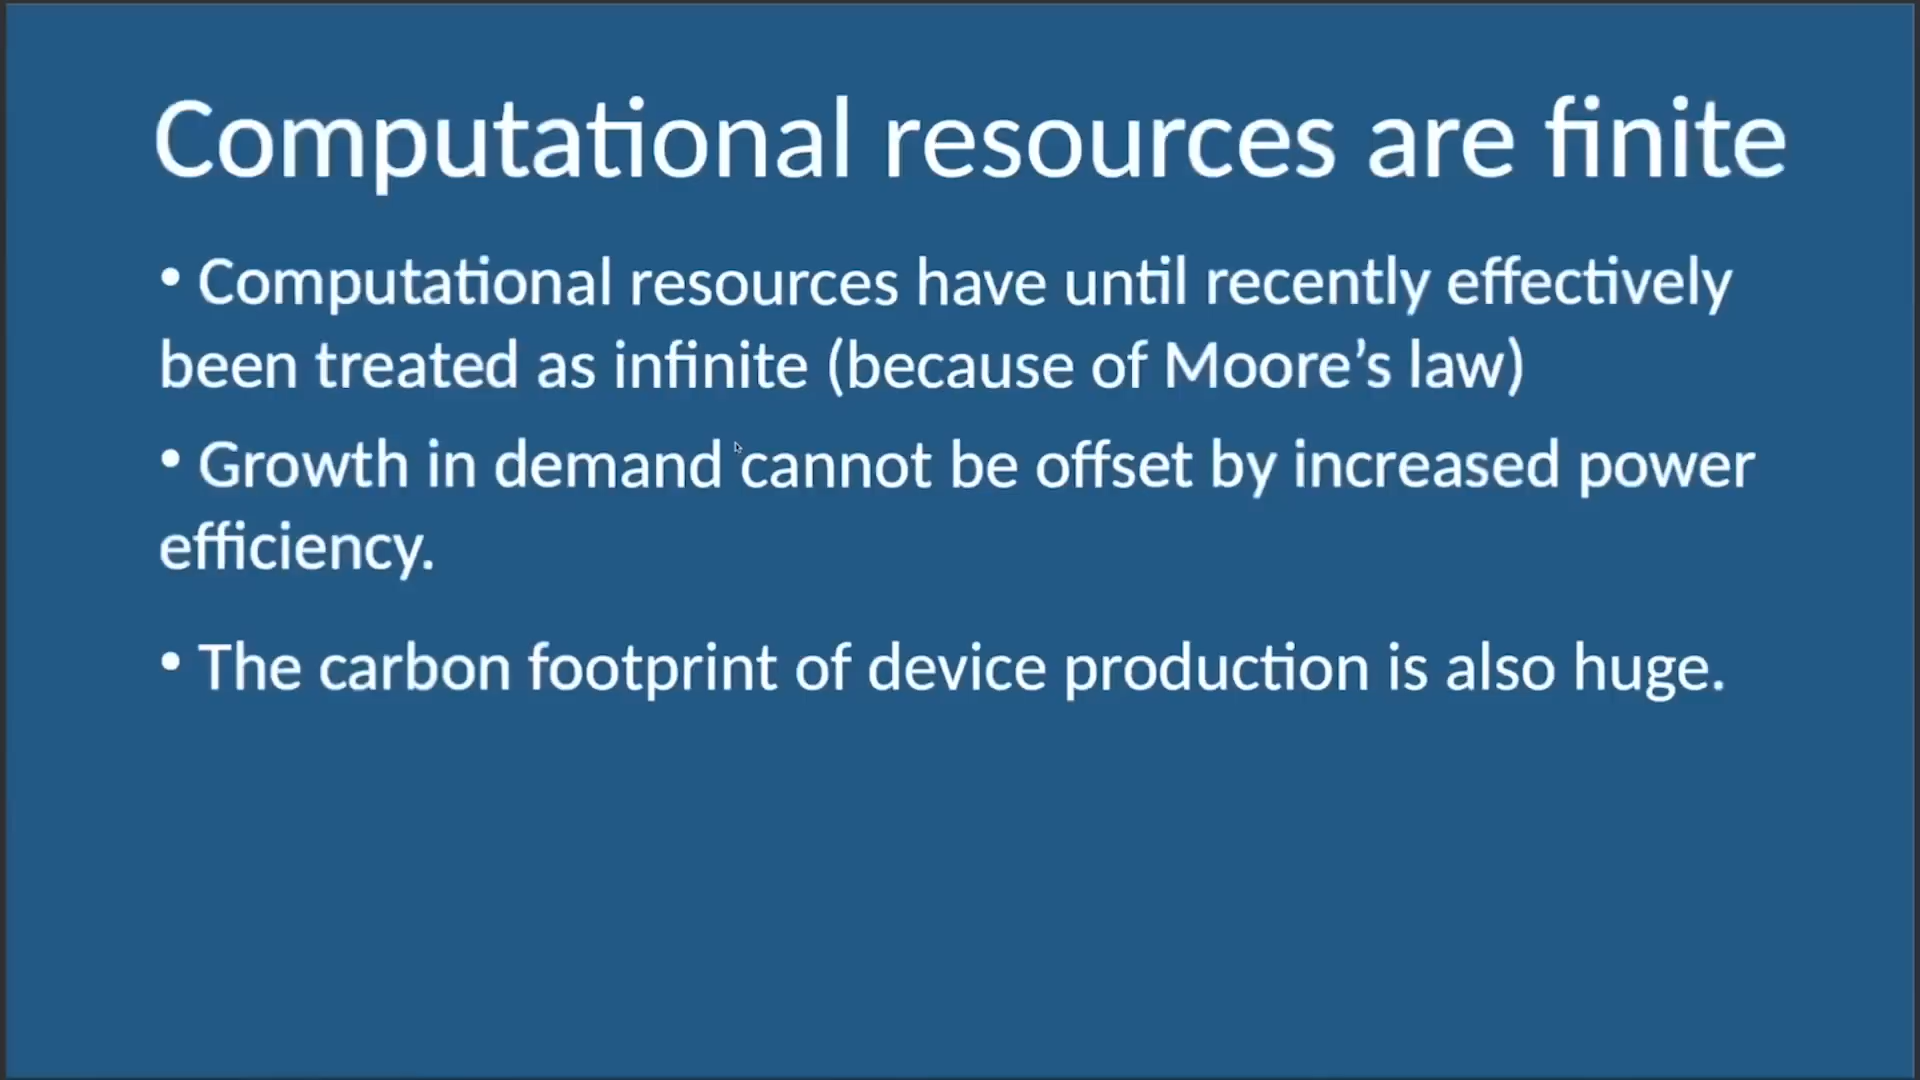 Computational resources are finite
• Computational resources have until recently effectively
been treated as infinite (because of Moore’s law)
• Growth in demand cannot be offset by increased power
efficiency.
• The carbon footprint of device production is also huge.